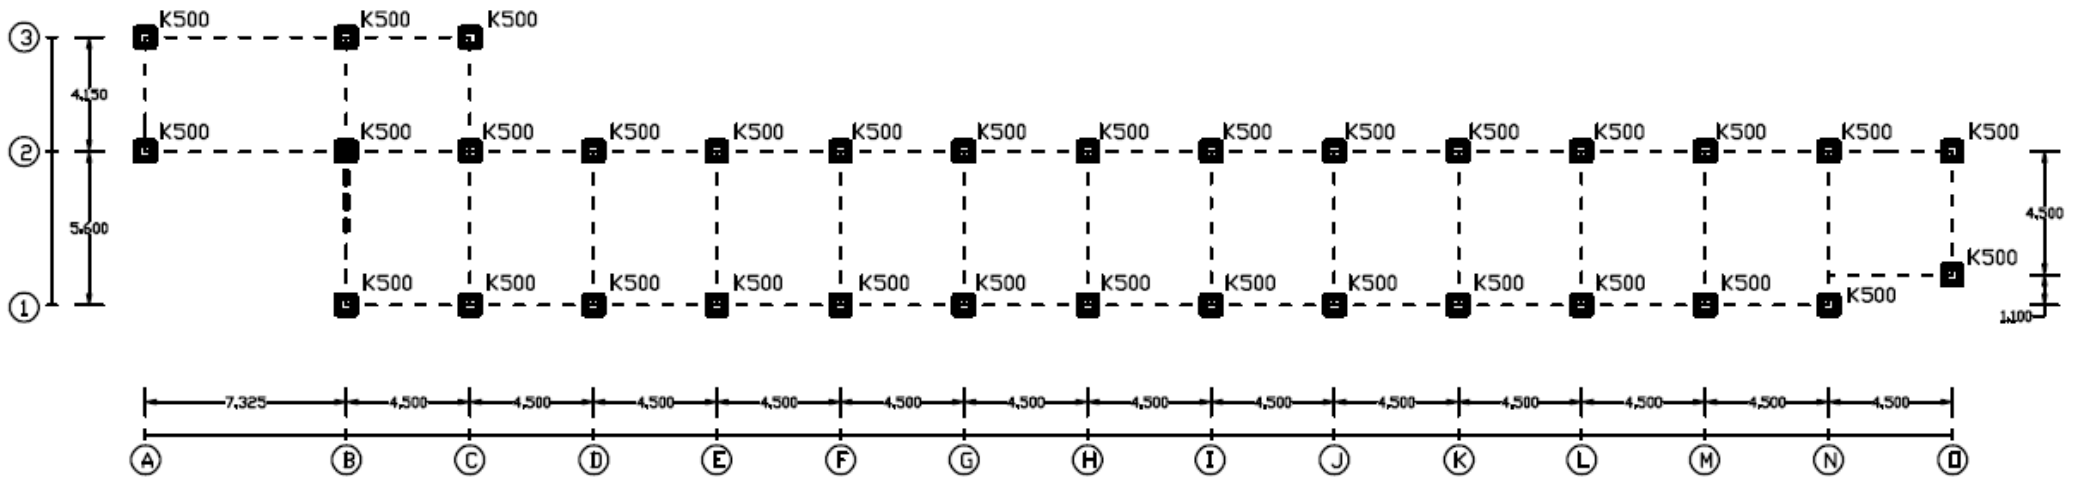 K500 K500 K500
3
4.150
K500 K500 K500 K500 K500 K500 K500 K500 K500 K500 K500 K500 K500 K500 K500
2
5.600 4.500
K500
K500 K500 K500 K500 K500 K500 K500 K500 K500 K500 K500 K500 K500
1
1.100
7.325 4.500 4.500 4.500 4.500 4.500 4.500 4.500 4.500 4.500 4.500 4.500 4.500 4.500
A B C D E F G H I J K L M N O